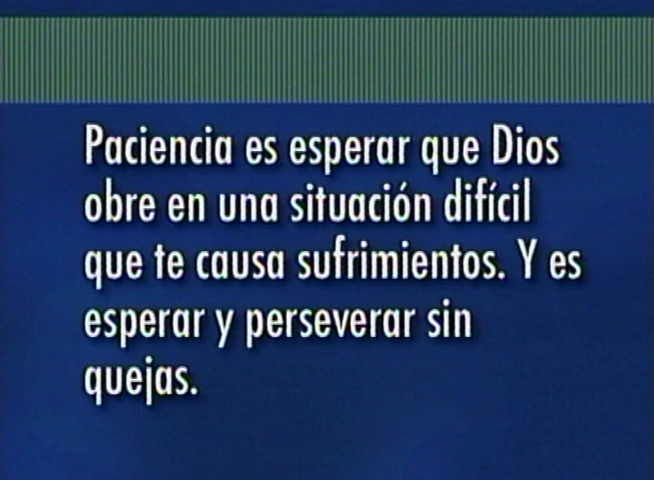 Paciencia es esperar que Dios
obre en una situación difícil
que te causa sufrimientos. Y es
esperar y perseverar sin
quejas.